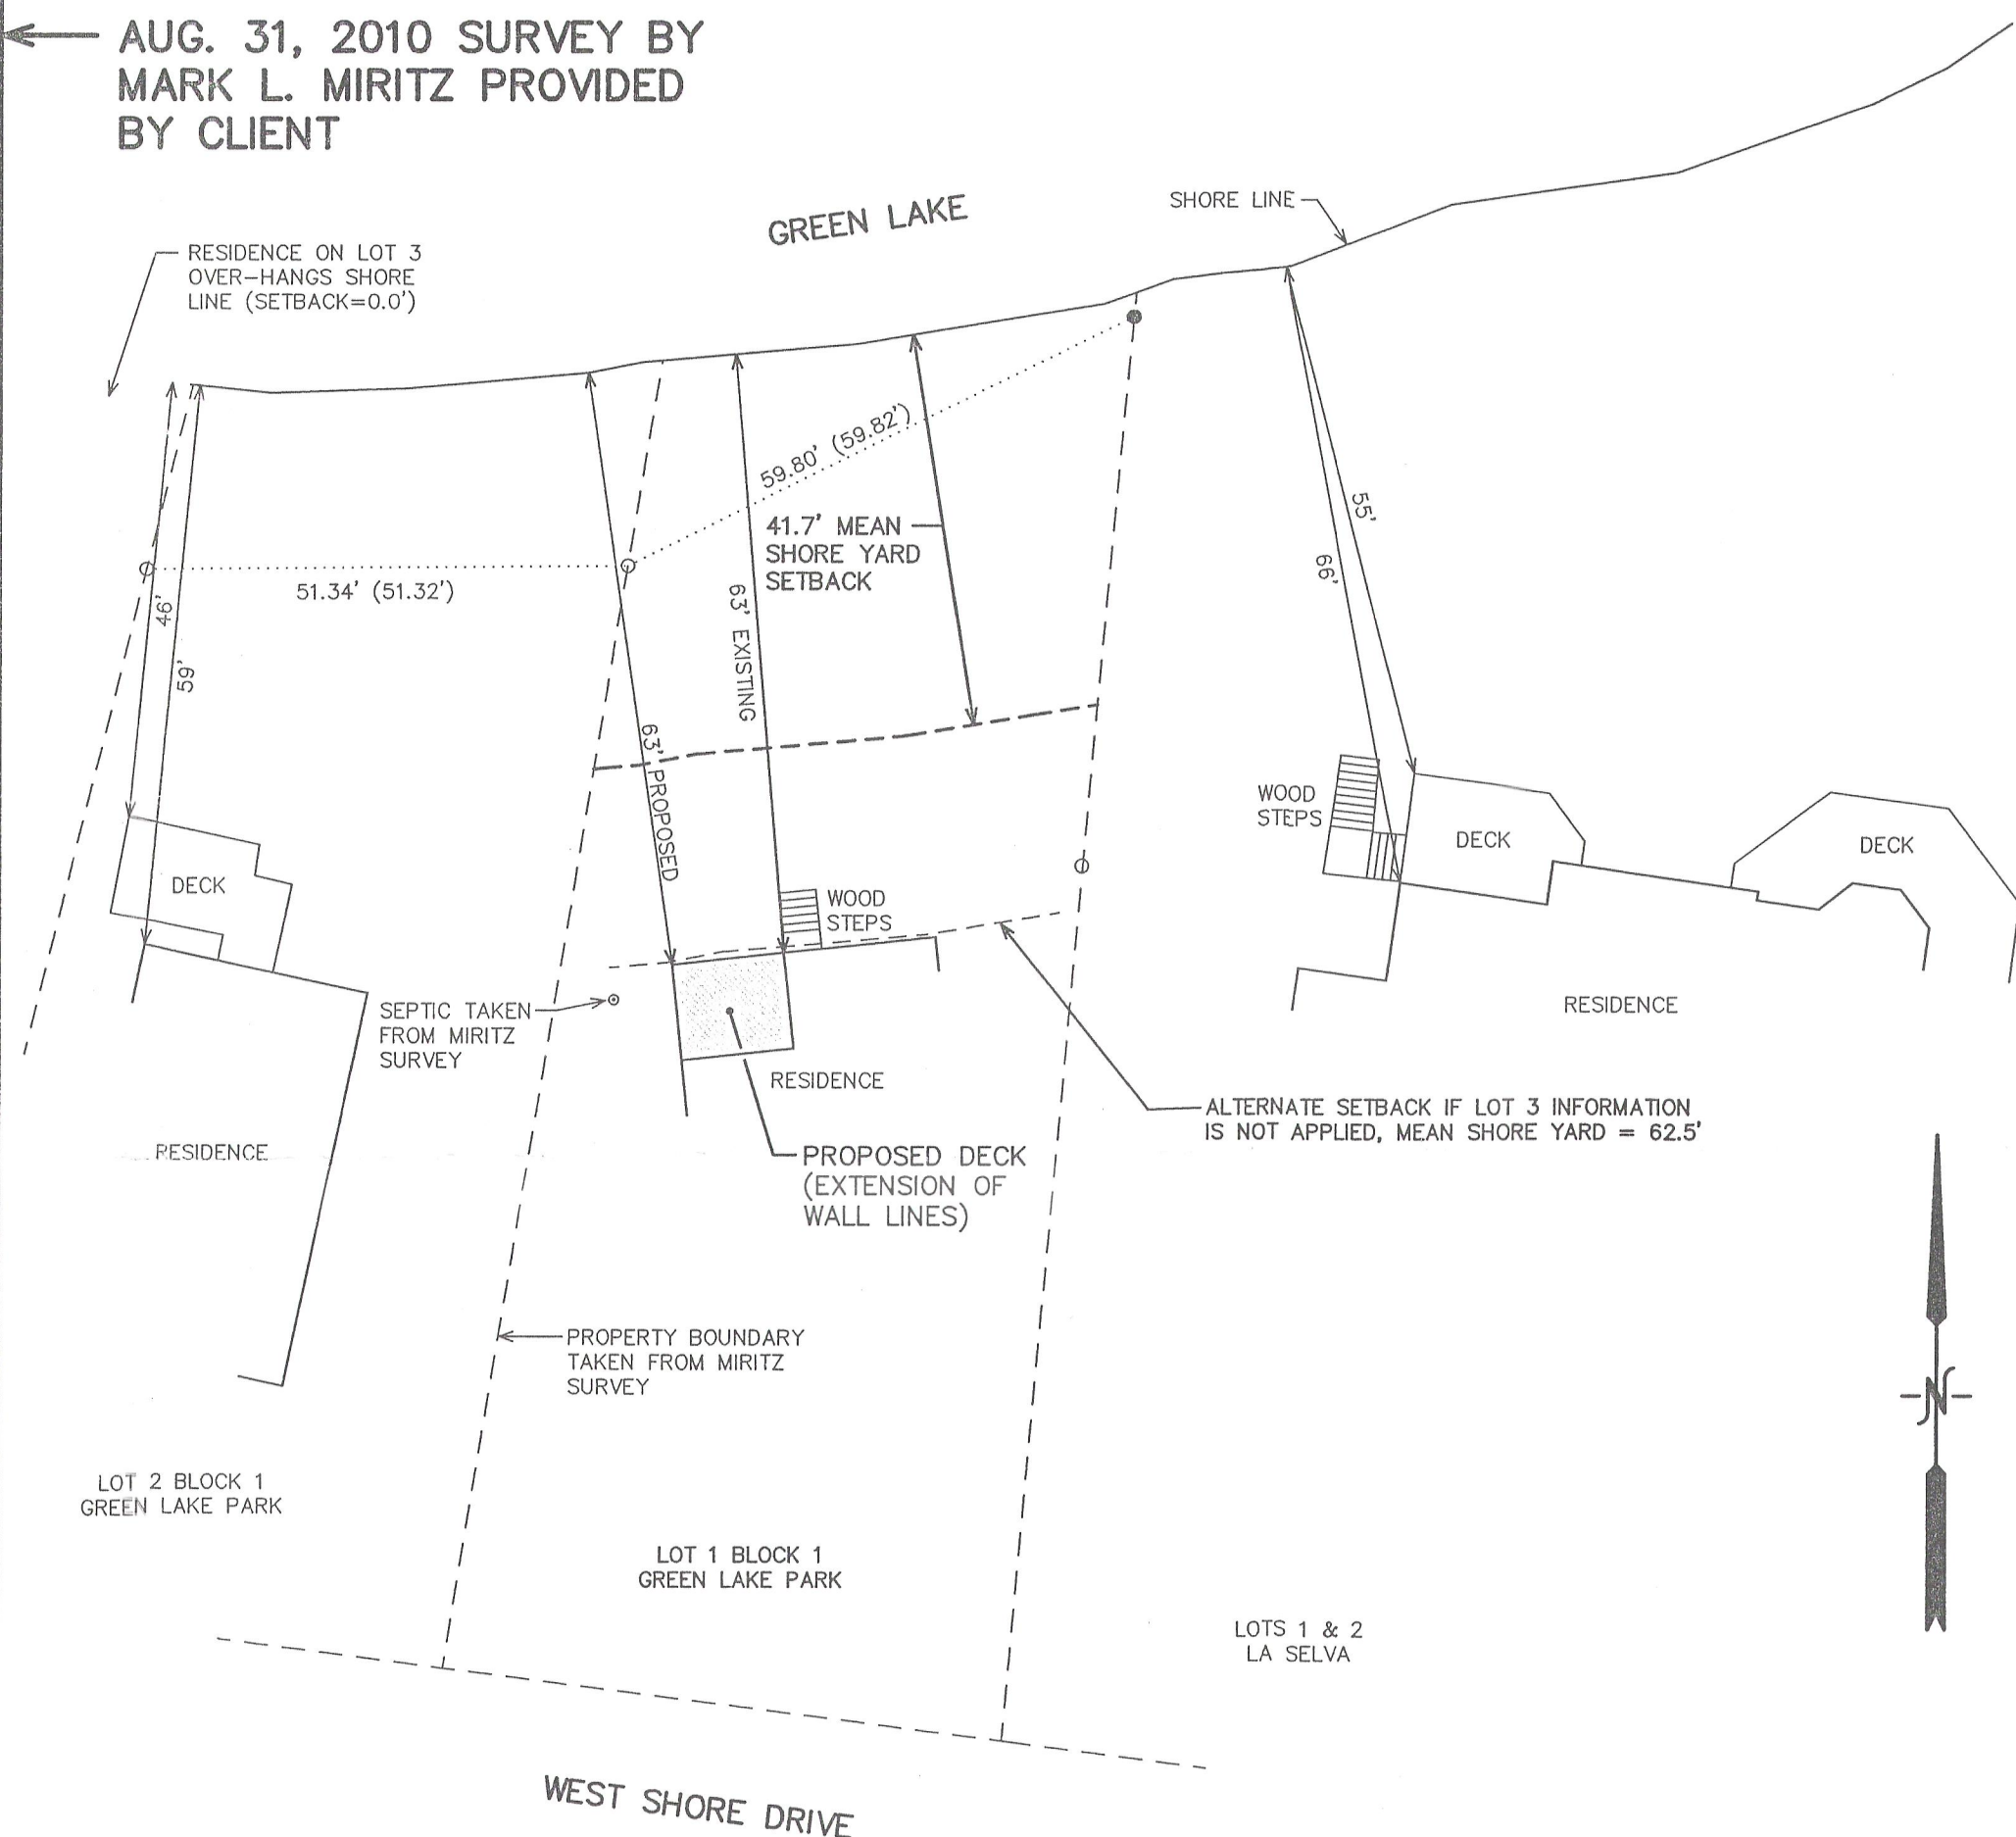 AUG. 31, 2010 SURVEY BY
MARK L. MIRITZ PROVIDED
BY CLIENT
GREEN LAKE
SHORE LINE
RESIDENCE ON LOT 3
OVER-HANGS SHORE
LINE (SETBACK=0.0')
59.80' (59.82')
41.7' MEAN
SHORE YARD
SETBACK
51.34' (51.32')
46'
59'
63' EXISTING
63' PROPOSED
55'
66'
WOOD
STEPS
DECK
DECK
DECK
WOOD
STEPS
SEPTIC TAKEN
FROM MIRITZ
SURVEY
RESIDENCE
RESIDENCE
RESIDENCE
ALTERNATE SETBACK IF LOT 3 INFORMATION
IS NOT APPLIED, MEAN SHORE YARD = 62.5'
PROPOSED DECK
(EXTENSION OF
WALL LINES)
PROPERTY BOUNDARY
TAKEN FROM MIRITZ
SURVEY
N
LOT 2 BLOCK 1
GREEN LAKE PARK
LOT 1 BLOCK 1
GREEN LAKE PARK
LOTS 1 & 2
LA SELVA
WEST SHORE DRIVE